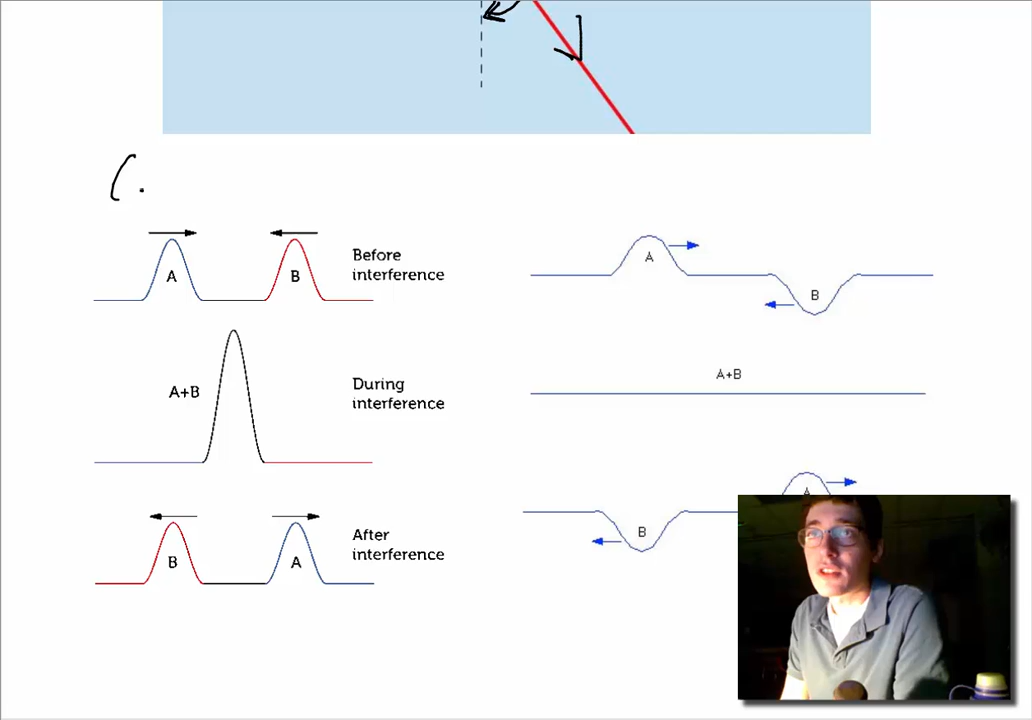 C.
A
B
Before
interference
A+B
During
interference
B
A
After
interference
A
B
A+B
B
A